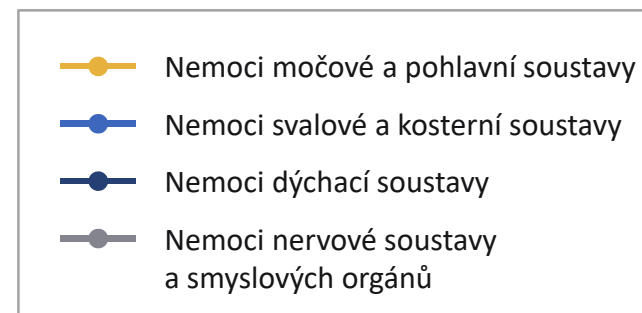 Nemoci močové a pohlavní soustavy
Nemoci svalové a kosterní soustavy
Nemoci dýchací soustavy
Nemoci nervové soustavy
a smyslových orgánů